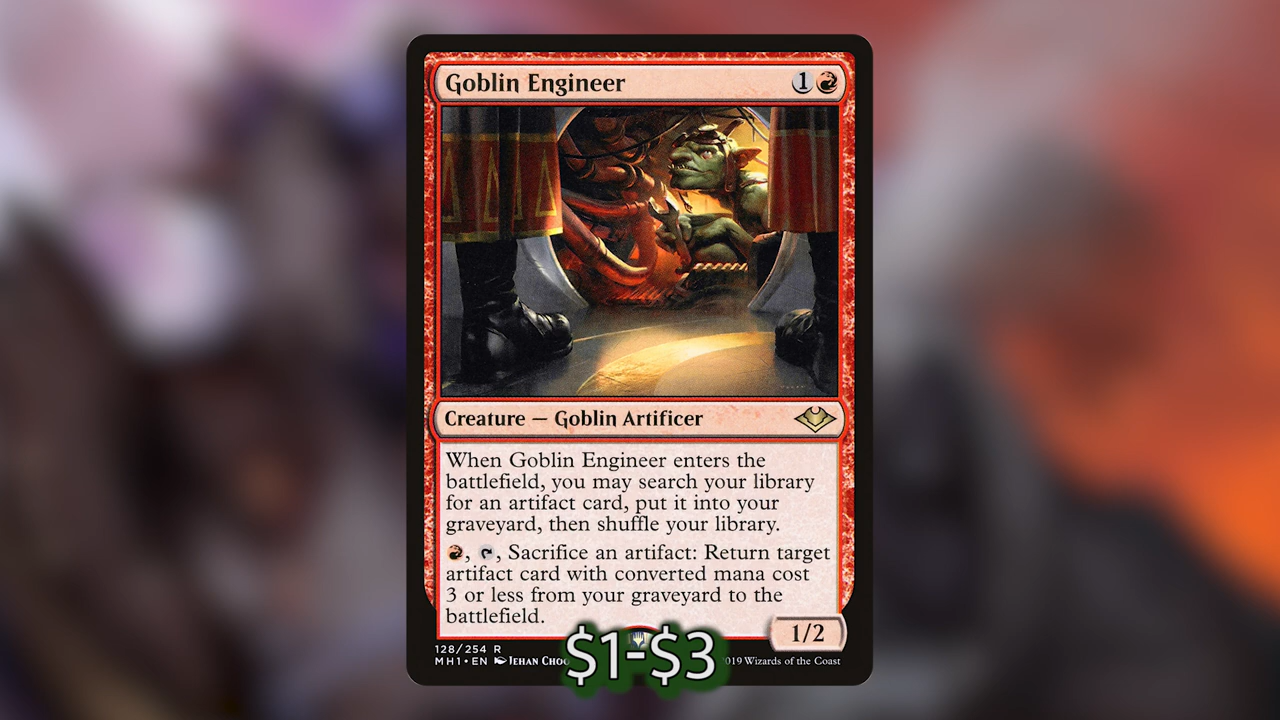 Goblin Engineer
1
Creature — Goblin Artificer
When Goblin Engineer enters the
battlefield, you may search your library
for an artifact card, put it into your
graveyard, then shuffle your library.
, , Sacrifice an artifact: Return target
artifact card with converted mana cost
3 or less from your graveyard to the
battlefield.
1/2
128/254 R
MH1 • EN Jehan Choo
2019 Wizards of the Coast
$1-$3